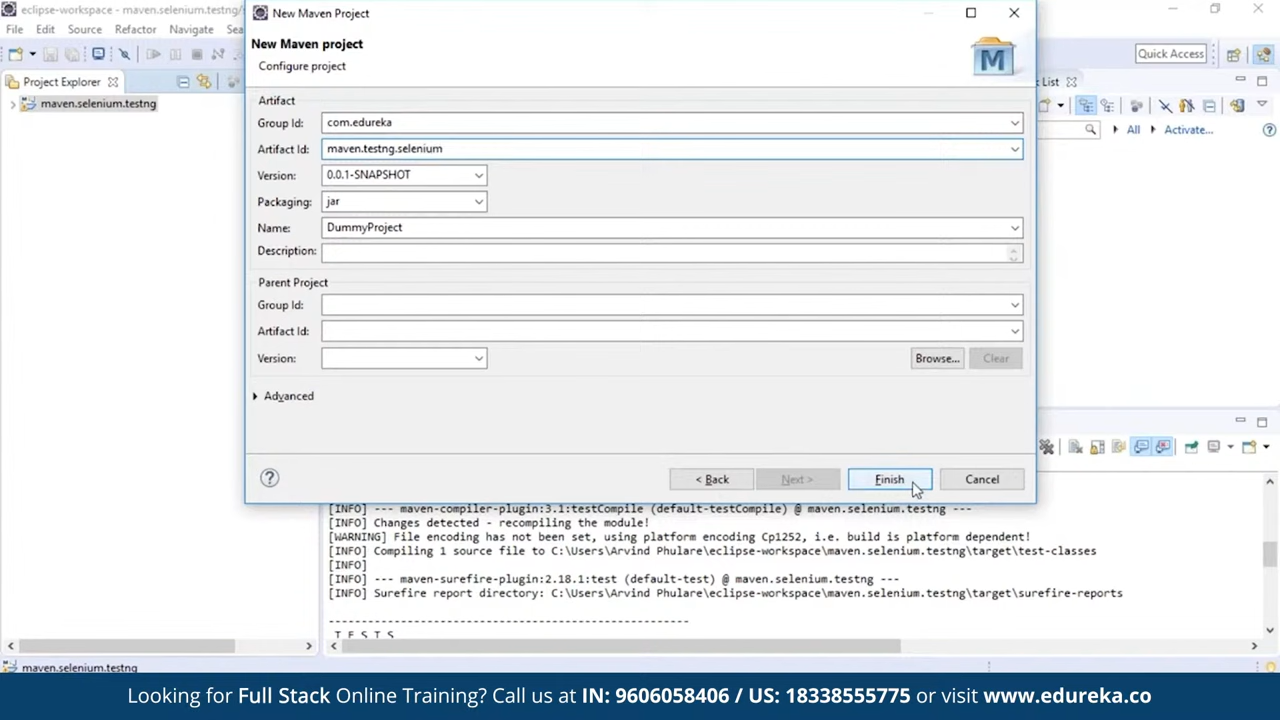 eclipse-workspace - maven.selenium.testng/s
New Maven Project
File Edit Source Refactor Navigate Sea
New Maven project
Configure project
M
Quick Access
Project Explorer
k List
maven.selenium.testng
Artifact
Group Id: com.edureka
Artifact Id: maven.testng.selenium
All Activate...
Version: 0.0.1-SNAPSHOT
Packaging: jar
Name: DummyProject
Description:
Parent Project
Group Id:
Artifact Id:
Version:
Browse... Clear
Advanced
< Back Next > Finish Cancel
[INFO] --- maven-compiler-plugin:3.1:testCompile (default-testCompile) @ maven.selenium.testng ---
[INFO] Changes detected - recompiling the module!
[WARNING] File encoding has not been set, using platform encoding Cp1252, i.e. build is platform dependent!
[INFO] Compiling 1 source file to C:\Users\Arvind Phulare\eclipse-workspace\maven.selenium.testng\target\test-classes
[INFO]
[INFO] --- maven-surefire-plugin:2.18.1:test (default-test) @ maven.selenium.testng ---
[INFO] Surefire report directory: C:\Users\Arvind Phulare\eclipse-workspace\maven.selenium.testng\target\surefire-reports
-------------------------------------------------------
T E S T S
maven.selenium.testng
Looking for Full Stack Online Training? Call us at IN: 9606058406 / US: 18338555775 or visit www.edureka.co